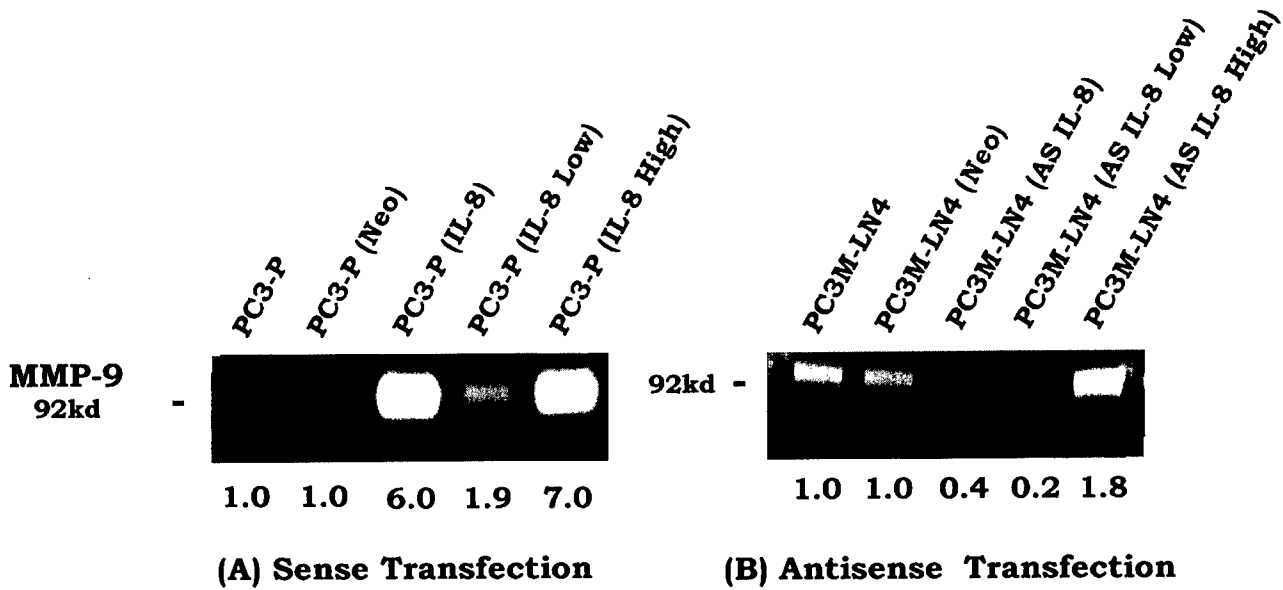 PC3-P
PC3-P (Neo)
PC3-P (IL-8)
PC3-P (IL-8 Low)
PC3-P (IL-8 High)
PC3M-LN4
PC3M-LN4 (Neo)
PC3M-LN4 (AS IL-8)
PC3M-LN4 (AS IL-8 Low)
PC3M-LN4 (AS IL-8 High)
MMP-9
92kd -
92kd -
1.0 1.0 6.0 1.9 7.0
1.0 1.0 0.4 0.2 1.8
(A) Sense Transfection
(B) Antisense Transfection